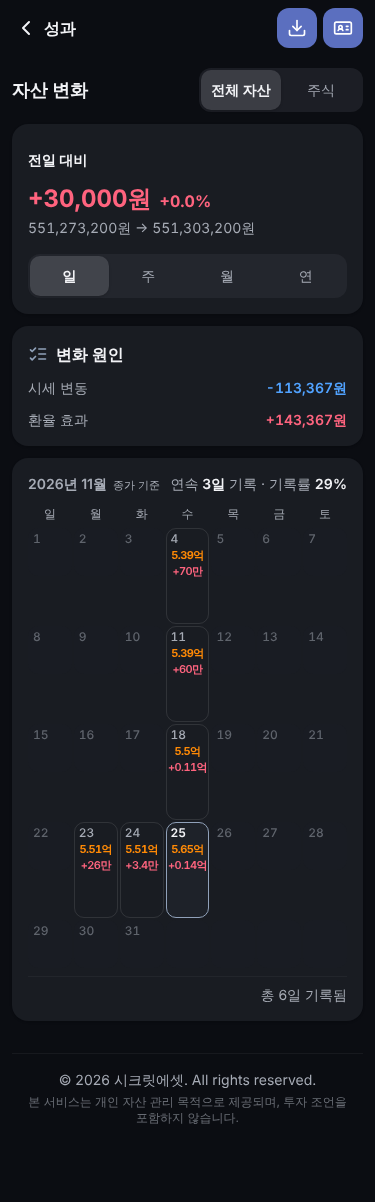 성과
자산 변화
전체 자산
주식
전일 대비
+30,000원 +0.0%
551,273,200원 → 551,303,200원
일 주 월 연
변화 원인
시세 변동 -113,367원
환율 효과 +143,367원
2026년 11월 종가 기준 연속 3일 기록 · 기록률 29%
일 월 화 수 목 금 토
1 2 3 4 5 6 7
5.39억
+70만
8 9 10 11 12 13 14
5.39억
+60만
15 16 17 18 19 20 21
5.5억
+0.11억
22 23 24 25 26 27 28
5.51억 5.51억 5.65억
+26만 +3.4만 +0.14억
29 30 31
총 6일 기록됨
© 2026 시크릿에셋. All rights reserved.
본 서비스는 개인 자산 관리 목적으로 제공되며, 투자 조언을
포함하지 않습니다.